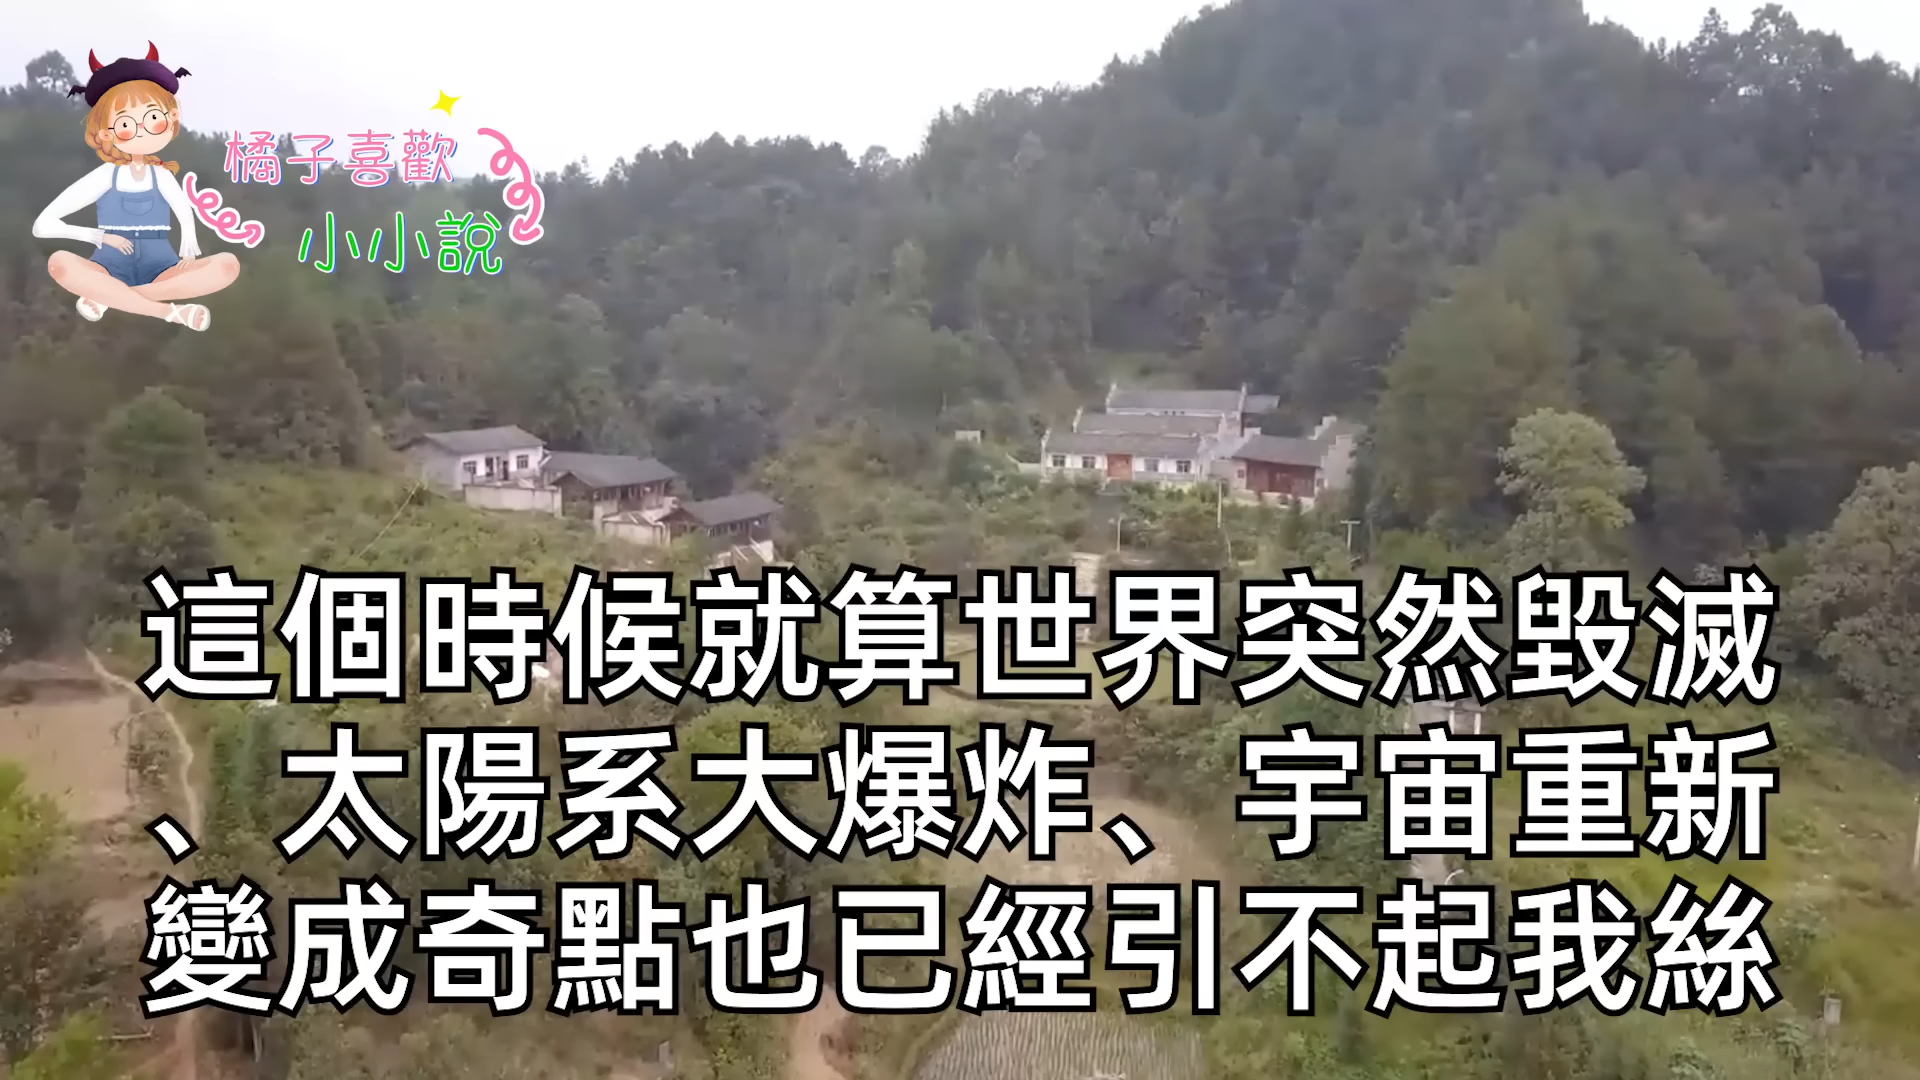 橘子喜歡
小小說
這個時候就算世界突然毀滅
、太陽系大爆炸、宇宙重新
變成奇點也已經引不起我絲